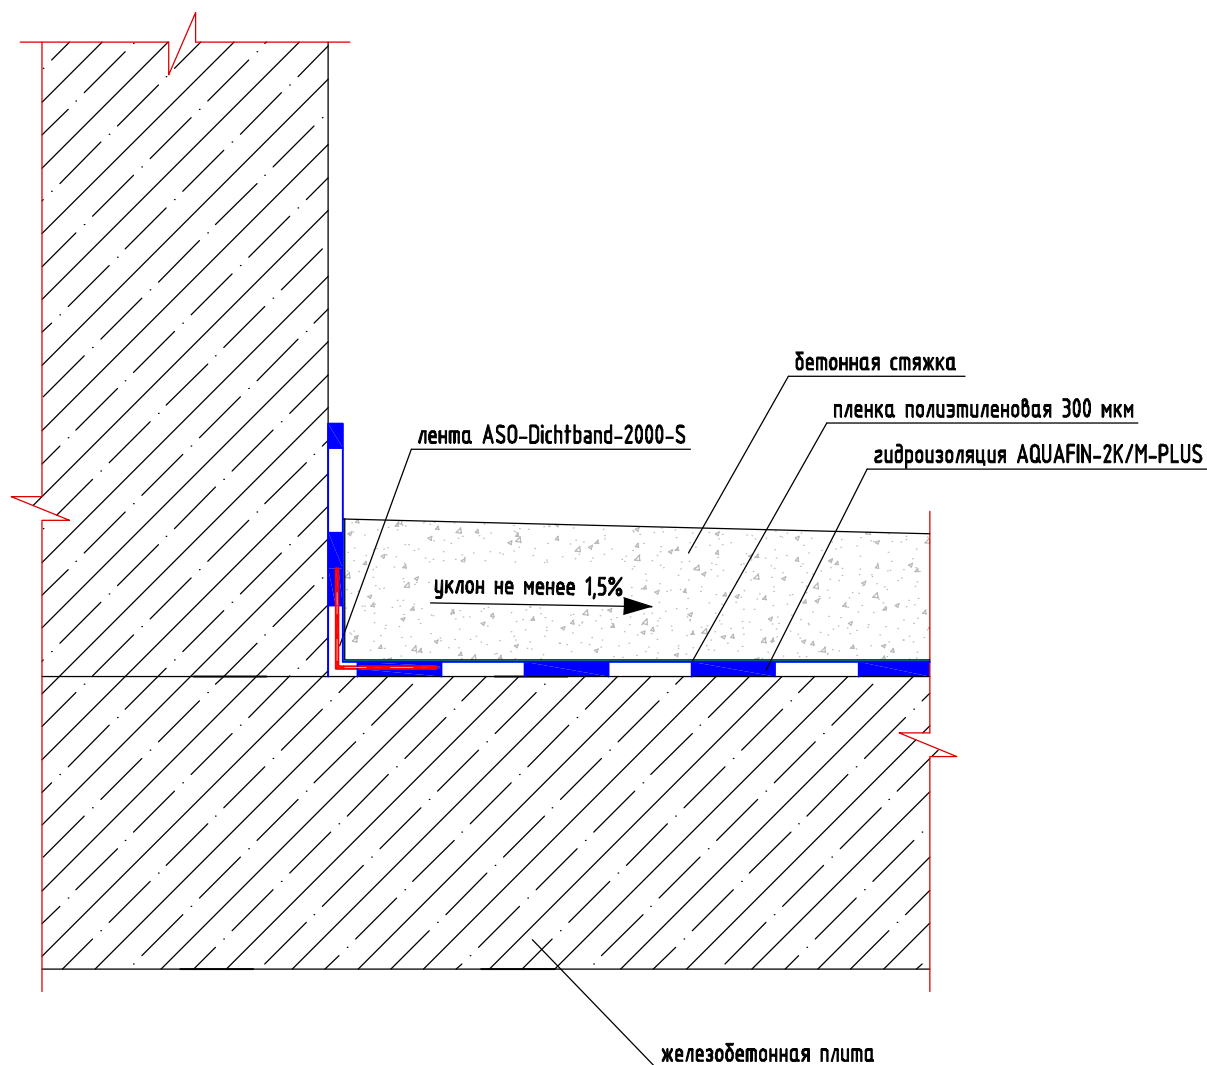 бетонная стяжка
пленка полиэтиленовая 300 мкм
лента ASO-Dichtband-2000-S
гидроизоляция AQUAFIN-2K/M-PLUS
уклон не менее 1,5%
железобетонная плита